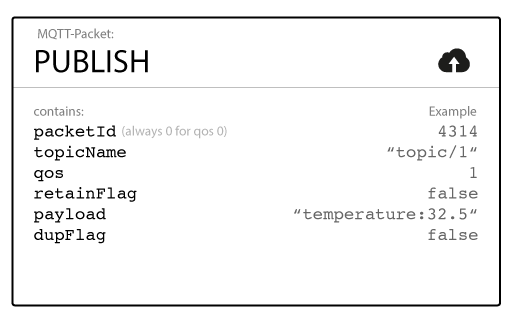 MQTT-Packet:
PUBLISH
contains: Example
packetId (always 0 for qos 0) 4314
topicName “topic/1“
qos 1
retainFlag false
payload “temperature:32.5“
dupFlag false